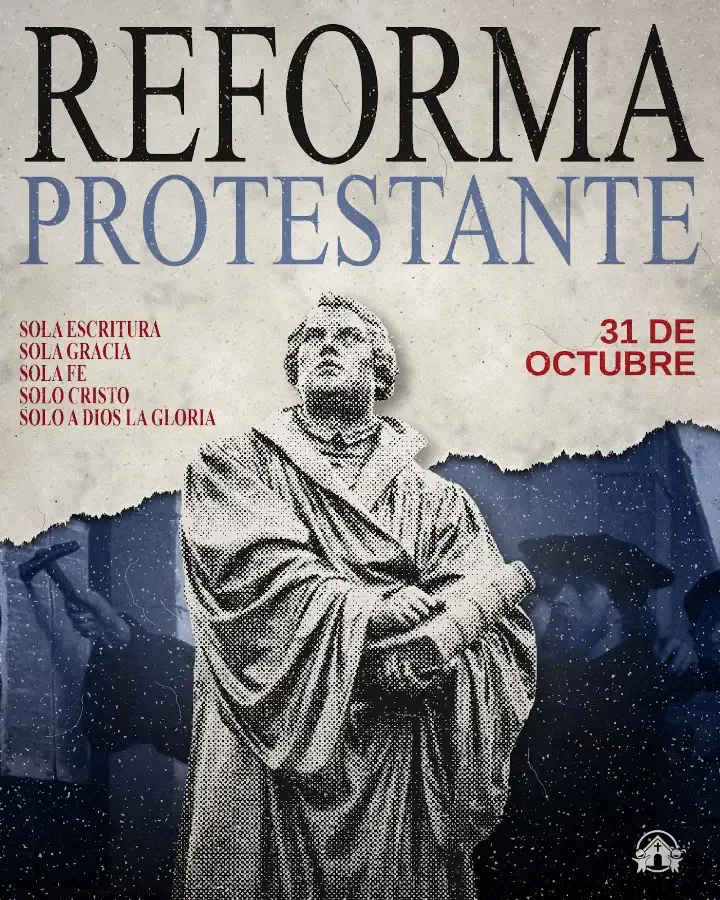 REFORMA
PROTESTANTE
SOLA ESCRITURA
SOLA GRACIA
SOLA FE
SOLO CRISTO
SOLO A DIOS LA GLORIA
31 DE
OCTUBRE